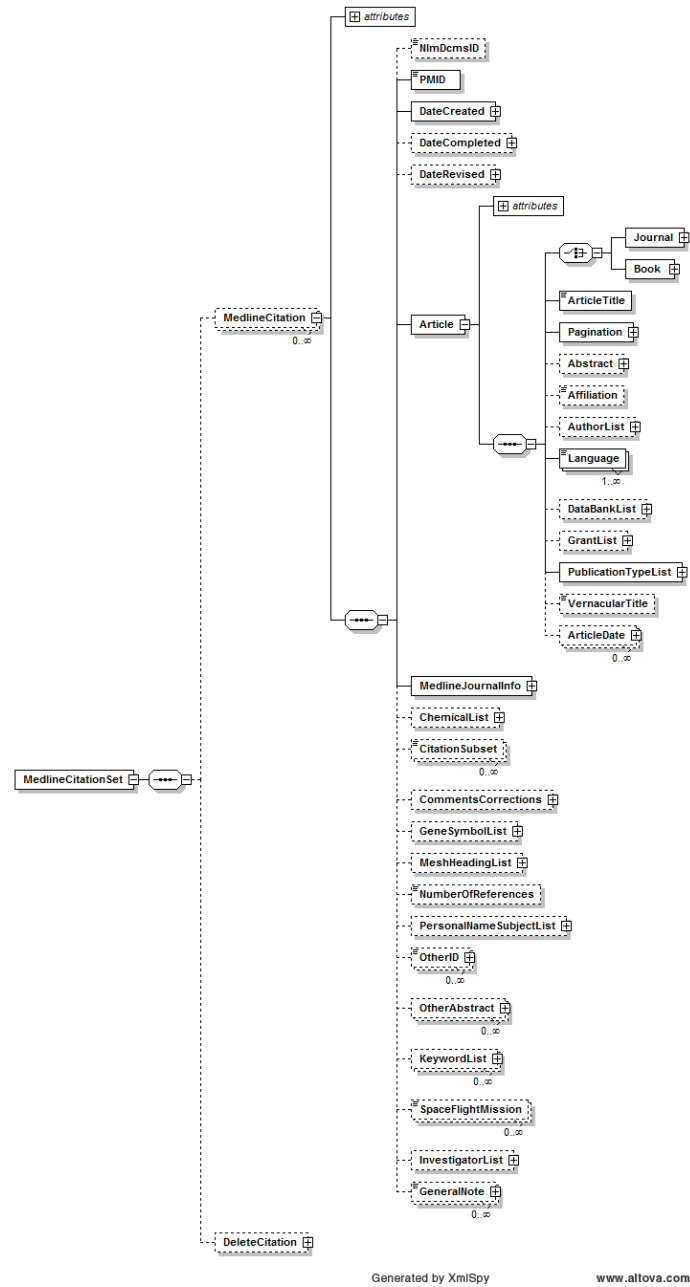 attributes
NlmDcmsID
PMID
DateCreated
DateCompleted
DateRevised
attributes
Journal
Book
ArticleTitle
MedlineCitation
0..∞
Article
Pagination
Abstract
Affiliation
AuthorList
Language
1..∞
DataBankList
GrantList
PublicationTypeList
VernacularTitle
ArticleDate
0..∞
MedlineJournalInfo
ChemicalList
CitationSubset
0..∞
MedlineCitationSet
CommentsCorrections
GeneSymbolList
MeshHeadingList
NumberOfReferences
PersonalNameSubjectList
OtherID
0..∞
OtherAbstract
0..∞
KeywordList
0..∞
SpaceFlightMission
0..∞
InvestigatorList
GeneralNote
0..∞
DeleteCitation
Generated by XmlSpy www.altova.com